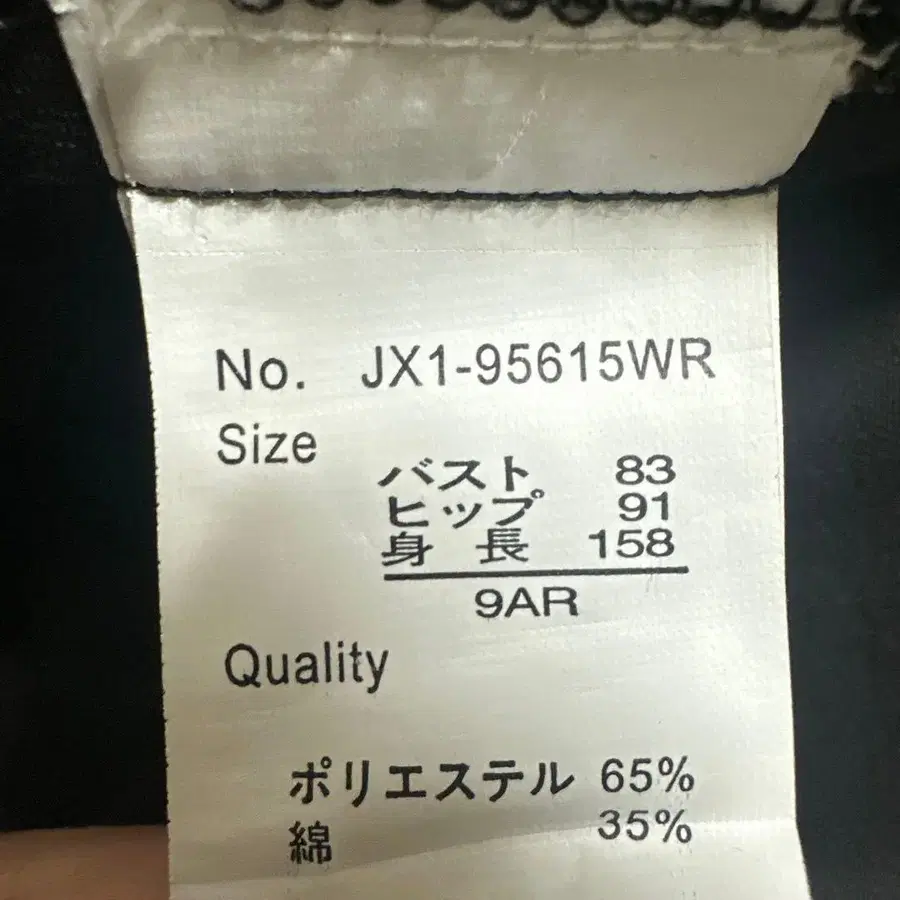 No. JX1-95615WR
Size
バスト 83
ヒップ 91
身長 158
9AR
Quality
ポリエステル 65%
綿 35%